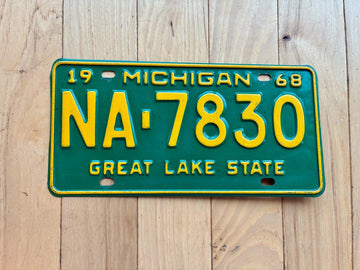 19 MICHIGAN 68
NA-7830
GREAT LAKE STATE